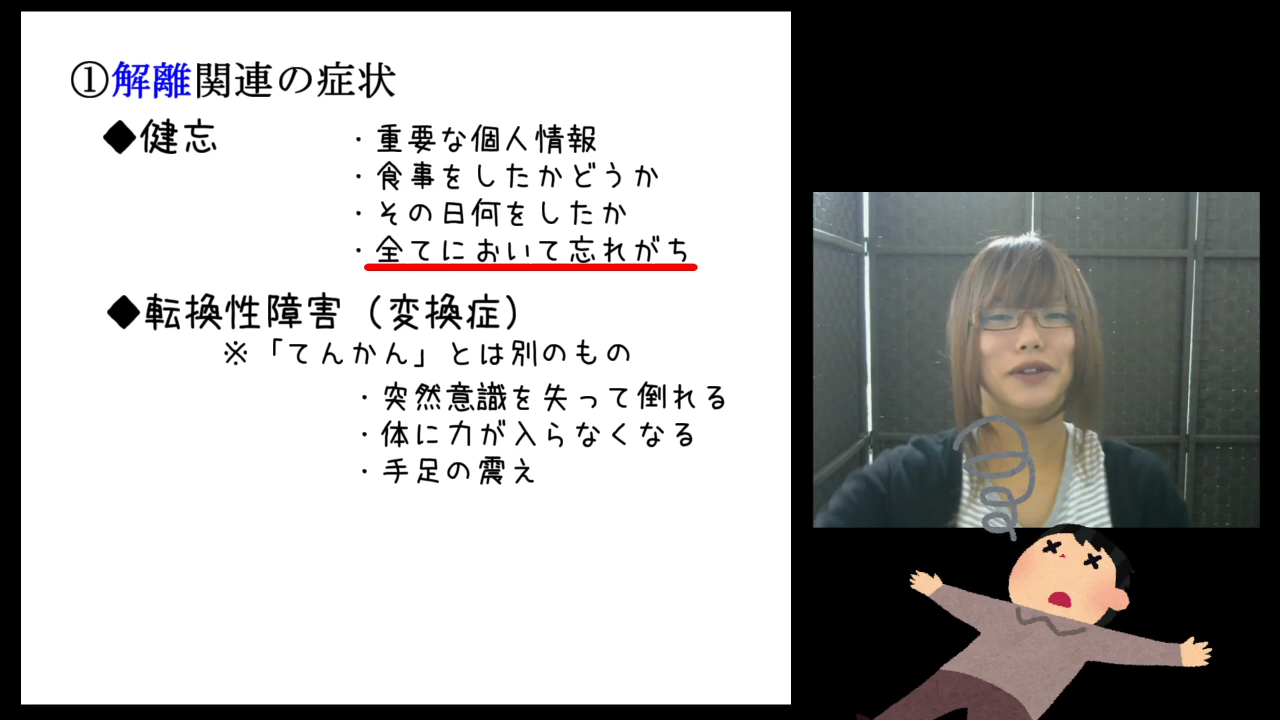 ①解離関連の症状
◆健忘
・重要な個人情報
・食事をしたかどうか
・その日何をしたか
・全てにおいて忘れがち
◆転換性障害（変換症）
※「てんかん」とは別のもの
・突然意識を失って倒れる
・体に力が入らなくなる
・手足の震え